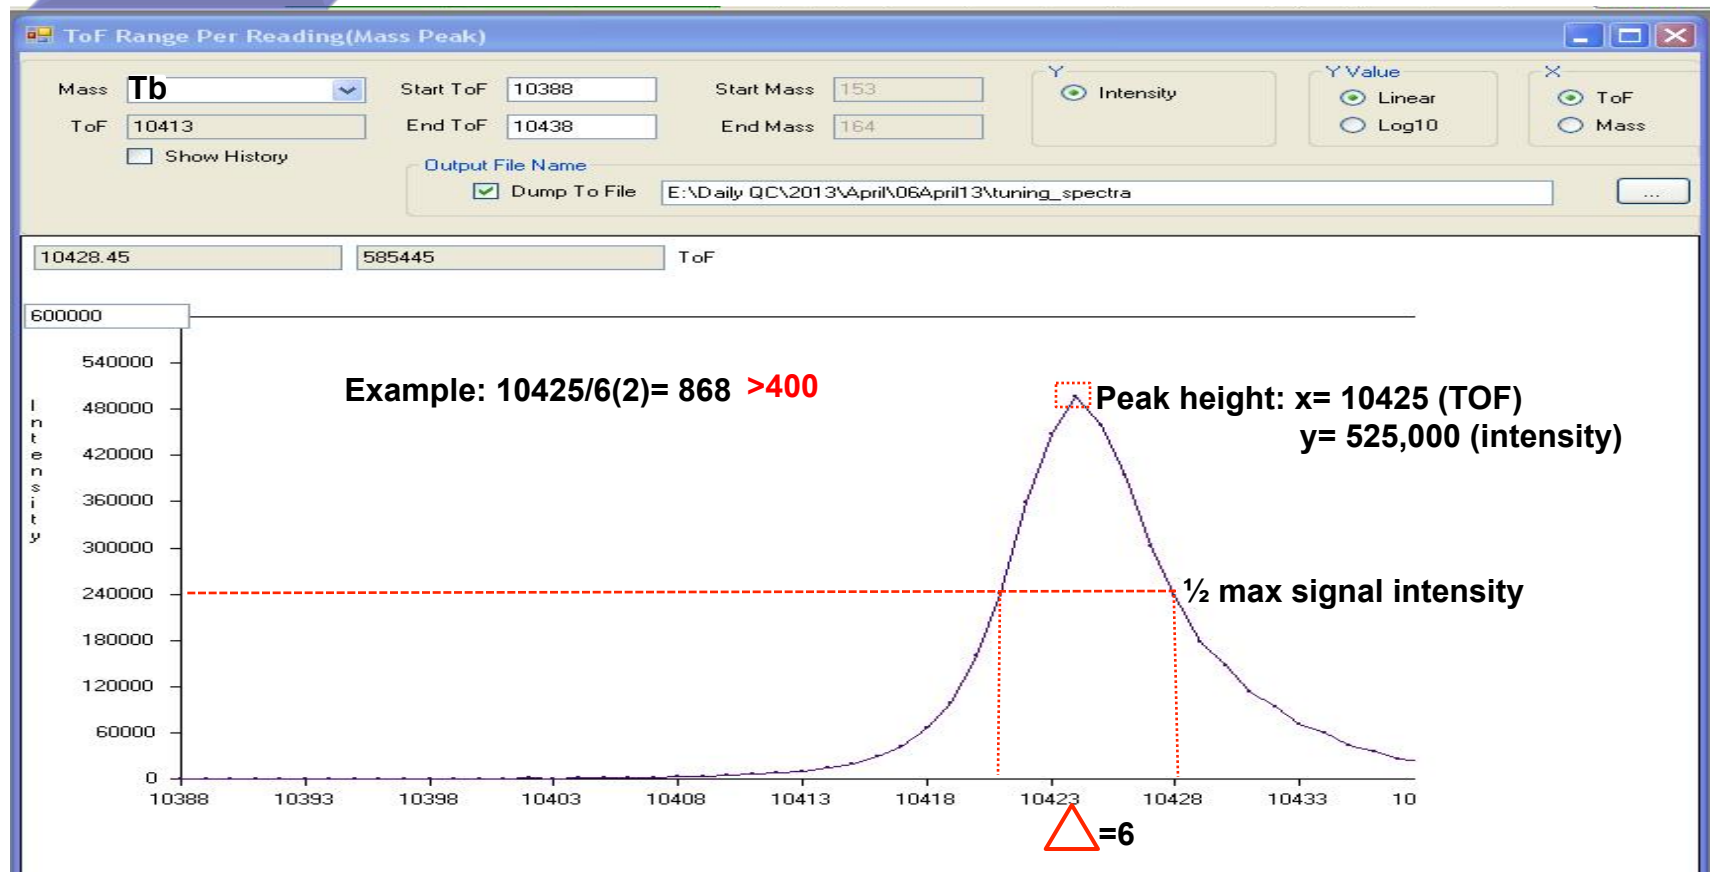 ToF Range Per Reading(Mass Peak)
Mass Tb Start ToF 10388 Start Mass 153 Y Intensity Y Value Linear X ToF
ToF 10413 End ToF 10438 End Mass 164 Log10 Mass
Show History
Output File Name
Dump To File E:\Daily QC\2013\April\06April13\tuning_spectra ...
10428.45 585445 ToF
600000
540000
Example: 10425/6(2)= 868 >400
Peak height: x= 10425 (TOF)
y= 525,000 (intensity)
Intensity
480000
420000
360000
300000
240000
½ max signal intensity
180000
120000
60000
0
10388 10393 10398 10403 10408 10413 10418 10423 10428 10433 10
=6